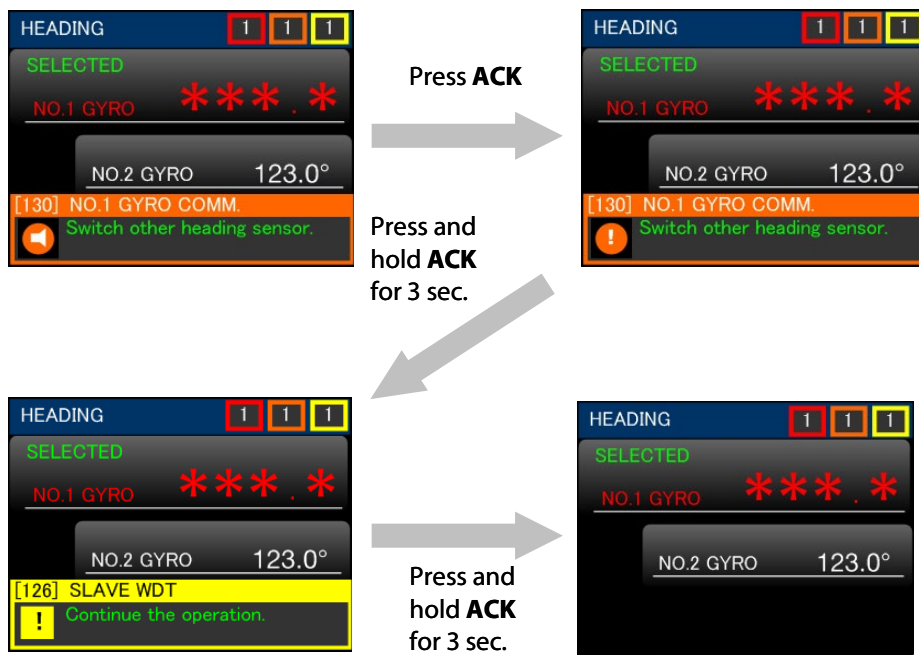 HEADING 1 1 1
SELECTED
NO.1 GYRO ***.*
NO.2 GYRO 123.0°
[130] NO.1 GYRO COMM.
Switch other heading sensor.
Press ACK
HEADING 1 1 1
SELECTED
NO.1 GYRO ***.*
NO.2 GYRO 123.0°
[130] NO.1 GYRO COMM.
! Switch other heading sensor.
Press and
hold ACK
for 3 sec.
HEADING 1 1 1
SELECTED
NO.1 GYRO ***.*
NO.2 GYRO 123.0°
[126] SLAVE WDT
! Continue the operation.
Press and
hold ACK
for 3 sec.
HEADING 1 1 1
SELECTED
NO.1 GYRO ***.*
NO.2 GYRO 123.0°